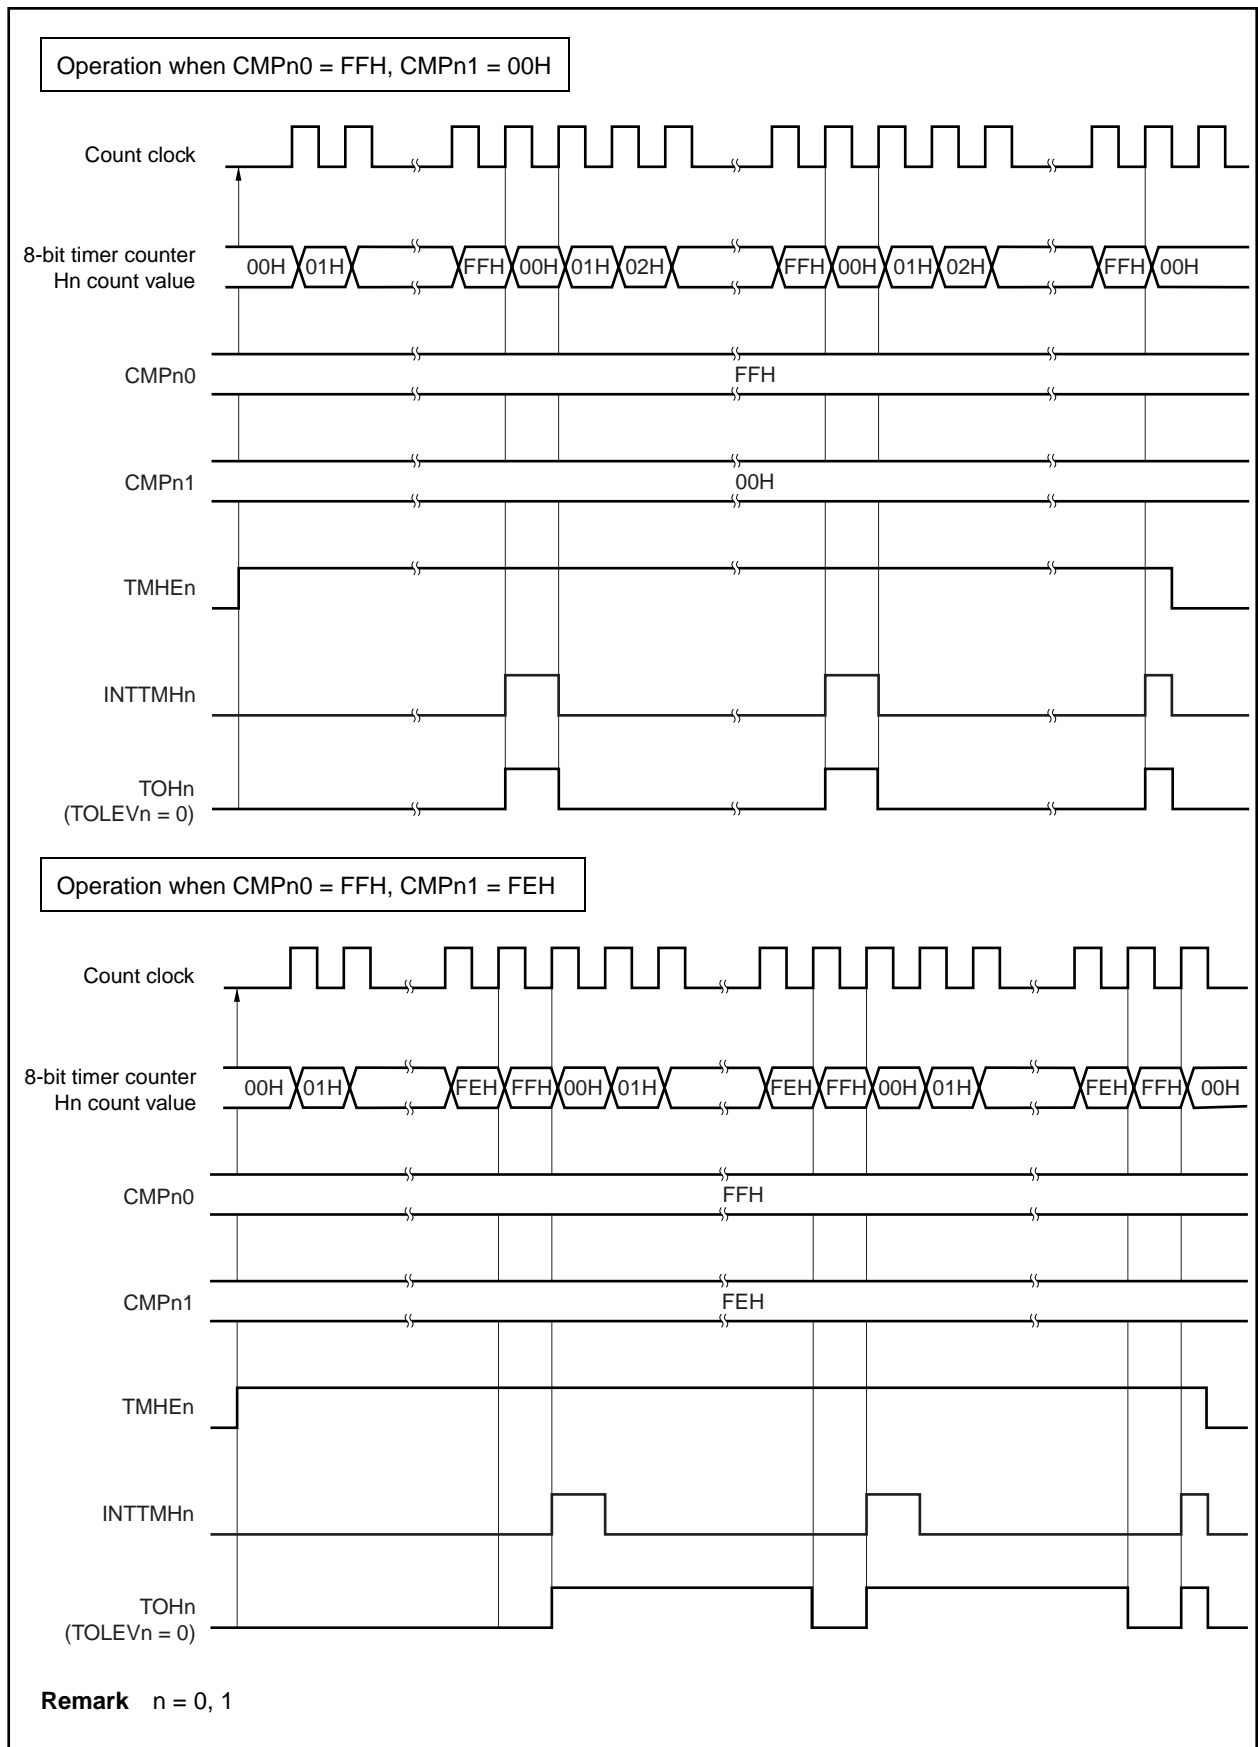 Operation when CMPn0 = FFH, CMPn1 = 00H
Count clock
8-bit timer counter
Hn count value
00H 01H FFH 00H 01H 02H FFH 00H 01H 02H FFH 00H
CMPn0
FFH
CMPn1
00H
TMHEn
INTTMHn
TOHn
(TOLEVn = 0)
Operation when CMPn0 = FFH, CMPn1 = FEH
Count clock
8-bit timer counter
Hn count value
00H 01H FEH FFH 00H 01H FEH FFH 00H 01H FEH FFH 00H
CMPn0
FFH
CMPn1
FEH
TMHEn
INTTMHn
TOHn
(TOLEVn = 0)
Remark n = 0, 1